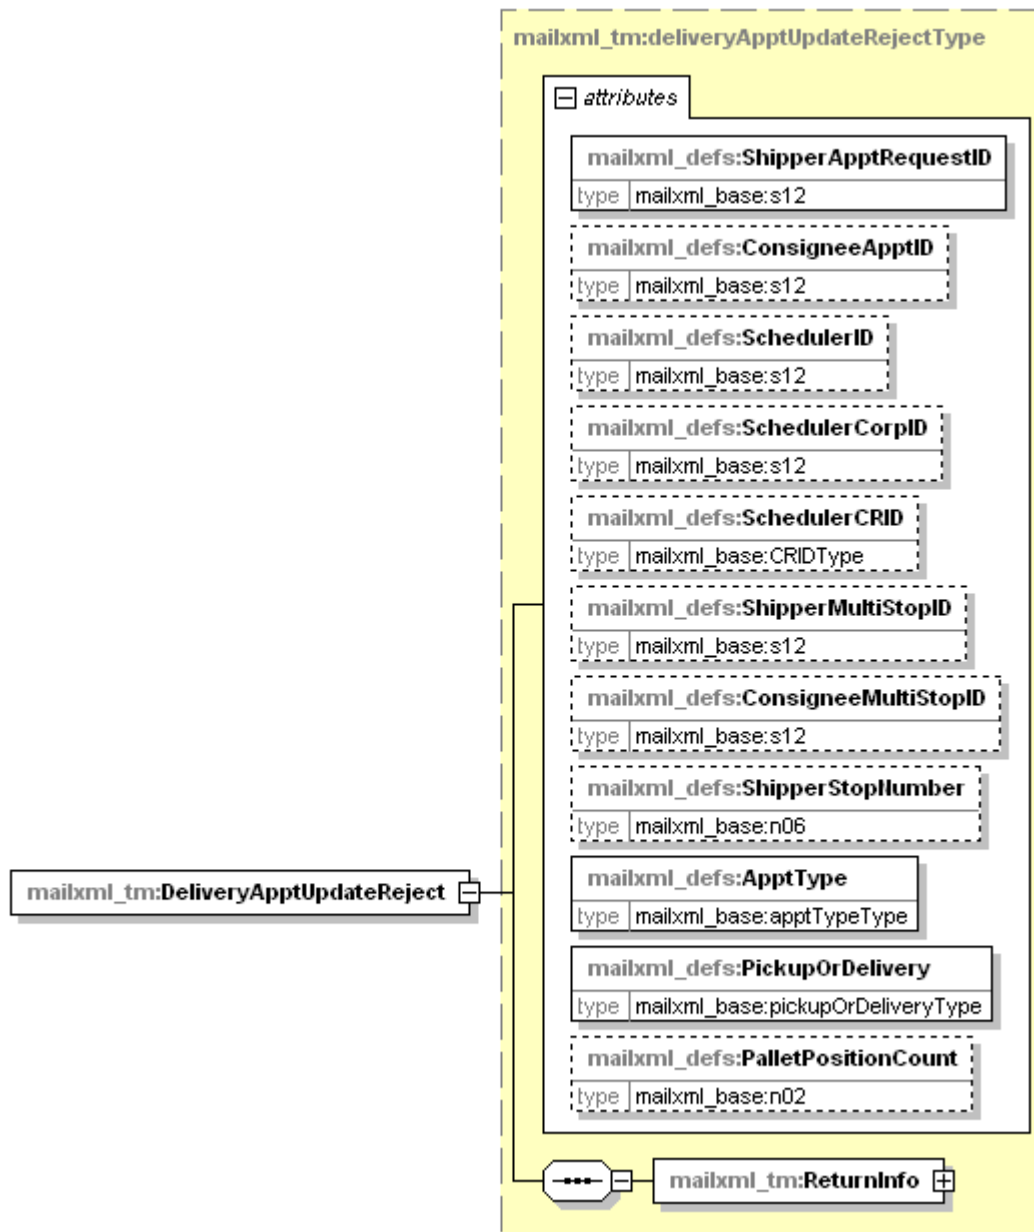 mailxml_tm:deliveryApptUpdateRejectType
attributes
mailxml_defs:ShipperApptRequestID
type mailxml_base:s12
mailxml_defs:ConsigneeApptID
type mailxml_base:s12
mailxml_defs:SchedulerID
type mailxml_base:s12
mailxml_defs:SchedulerCorpID
type mailxml_base:s12
mailxml_defs:SchedulerCRID
type mailxml_base:CRIDType
mailxml_defs:ShipperMultiStopID
type mailxml_base:s12
mailxml_defs:ConsigneeMultiStopID
type mailxml_base:s12
mailxml_defs:ShipperStopNumber
type mailxml_base:n06
mailxml_defs:ApptType
type mailxml_base:apptTypeType
mailxml_tm:DeliveryApptUpdateReject
mailxml_defs:PickupOrDelivery
type mailxml_base:pickupOrDeliveryType
mailxml_defs:PalletPositionCount
type mailxml_base:n02
mailxml_tm:ReturnInfo